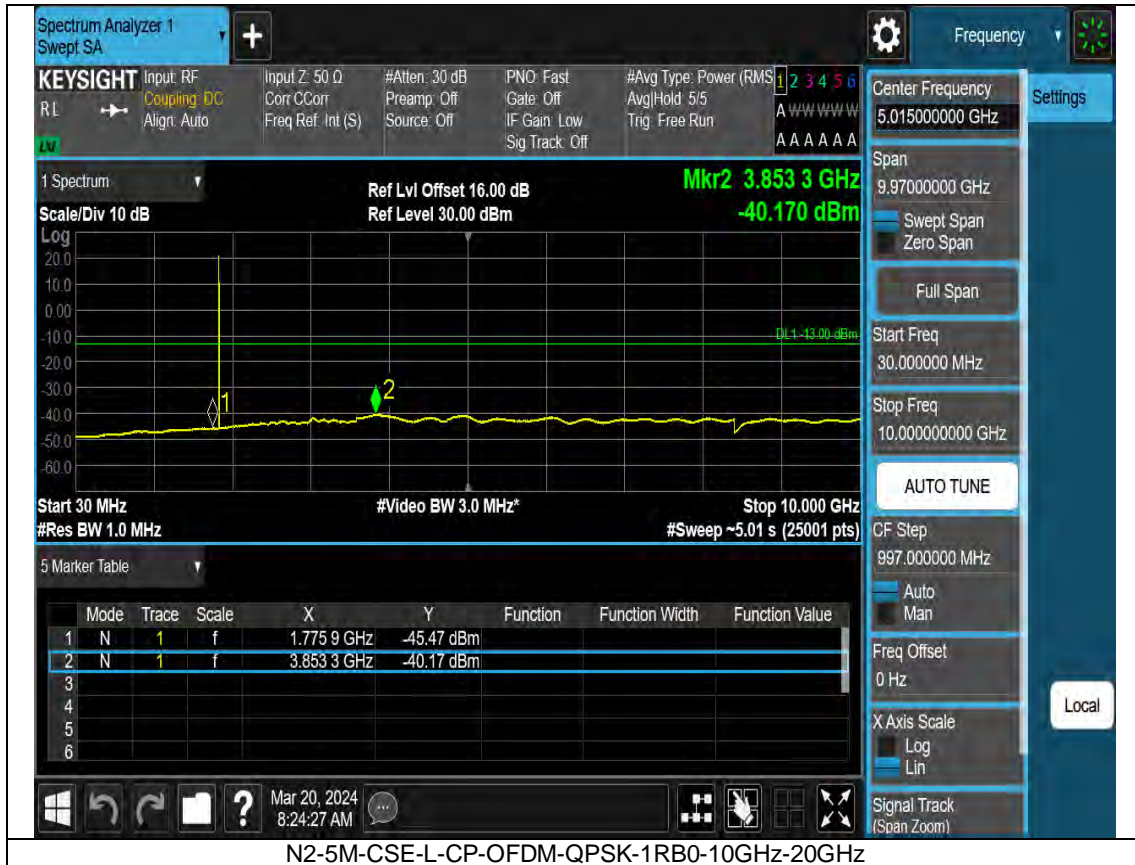 Spectrum Analyzer 1
Swept SA
+
Frequency
KEYSIGHT
RL
LXI
Input: RF
Coupling: DC
Align: Auto
Input Z: 50 Ω
Corr CCorr
Freq Ref: Int (S)
#Atten: 30 dB
Preamp: Off
Source: Off
PNO: Fast
Gate: Off
IF Gain: Low
Sig Track: Off
#Avg Type: Power (RMS
Avg|Hold: 5/5
Trig: Free Run
1 2 3 4 5 6
A W W W W W
A A A A A A
1 Spectrum
Scale/Div 10 dB
Log
Ref Lvl Offset 16.00 dB
Ref Level 30.00 dBm
Mkr2 3.853 3 GHz
-40.170 dBm
20.0
10.0
0.00
-10.0
-20.0
-30.0
-40.0
-50.0
-60.0
DL1 -13.00 dBm
1
2
Start 30 MHz
#Res BW 1.0 MHz
#Video BW 3.0 MHz*
Stop 10.000 GHz
#Sweep ~5.01 s (25001 pts)
5 Marker Table
Mode Trace Scale X Y Function Function Width Function Value
1 N 1 f 1.775 9 GHz -45.47 dBm
2 N 1 f 3.853 3 GHz -40.17 dBm
3
4
5
6
?
Mar 20, 2024
8:24:27 AM
Center Frequency
5.015000000 GHz
Settings
Span
9.97000000 GHz
Swept Span
Zero Span
Full Span
Start Freq
30.000000 MHz
Stop Freq
10.000000000 GHz
AUTO TUNE
CF Step
997.000000 MHz
Auto
Man
Freq Offset
0 Hz
X Axis Scale
Log
Lin
Local
Signal Track
(Span Zoom)
N2-5M-CSE-L-CP-OFDM-QPSK-1RB0-10GHz-20GHz